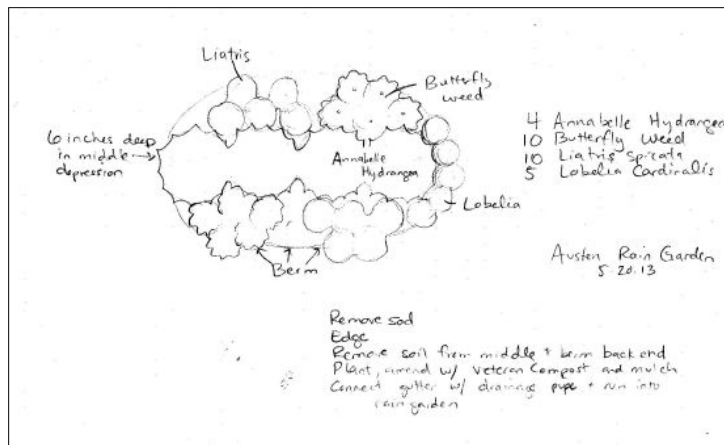 Liatris
Butterfly
weed
6 inches deep
in middle
depression
Annabelle
Hydrangea
Lobelia
Berm
4 Annabelle Hydrangea
10 Butterfly Weed
10 Liatris Spicata
5 Lobelia Cardinalis
Austen Rain Garden
5.20.13
Remove sod
Edge
Remove soil from middle + berm back end
Plant, amend w/ Veteran Compost and mulch
Connect gutter w/ drainage pipe + run into
rain garden